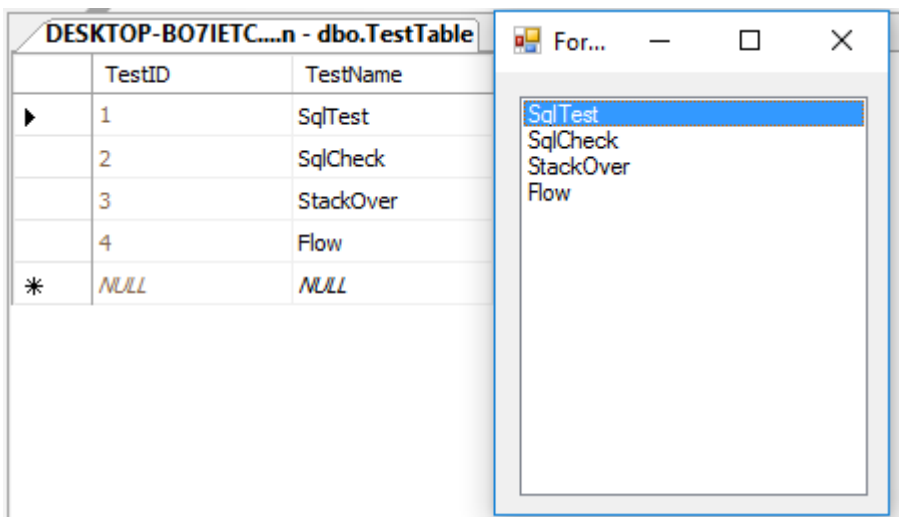 DESKTOP-BO7IETC....n - dbo.TestTable
TestID TestName
1 SqlTest
2 SqlCheck
3 StackOver
4 Flow
NULL NULL
For...
SqlTest
SqlCheck
StackOver
Flow